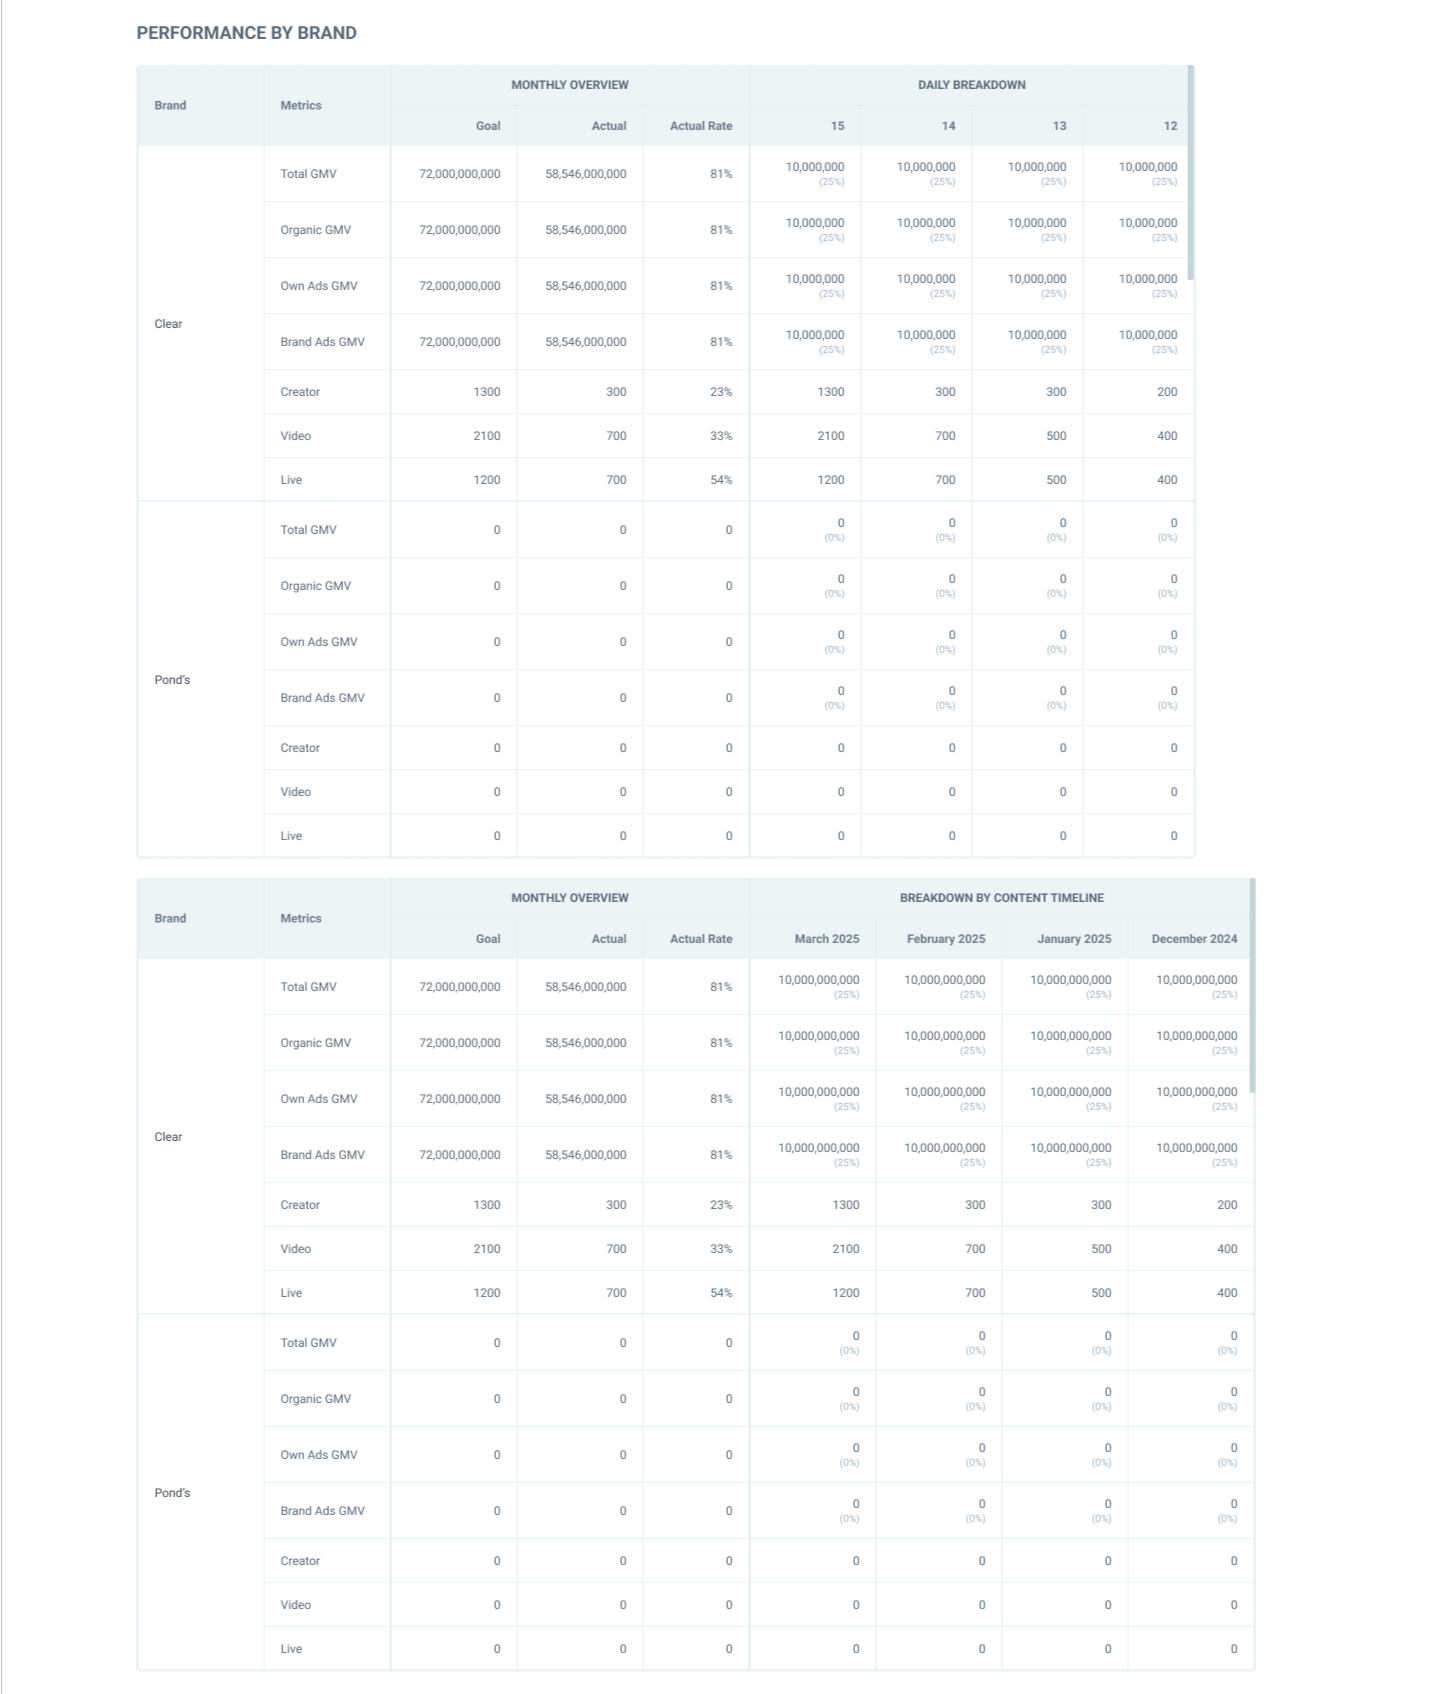 PERFORMANCE BY BRAND
Brand Metrics MONTHLY OVERVIEW DAILY BREAKDOWN
Goal Actual Actual Rate 15 14 13 12
Clear
Total GMV 72,000,000,000 58,546,000,000 81% 10,000,000 10,000,000 10,000,000 10,000,000
(25%) (25%) (25%) (25%)
Organic GMV 72,000,000,000 58,546,000,000 81% 10,000,000 10,000,000 10,000,000 10,000,000
(25%) (25%) (25%) (25%)
Own Ads GMV 72,000,000,000 58,546,000,000 81% 10,000,000 10,000,000 10,000,000 10,000,000
(25%) (25%) (25%) (25%)
Brand Ads GMV 72,000,000,000 58,546,000,000 81% 10,000,000 10,000,000 10,000,000 10,000,000
(25%) (25%) (25%) (25%)
Creator 1300 300 23% 1300 300 300 200
Video 2100 700 33% 2100 700 500 400
Live 1200 700 54% 1200 700 500 400
Pond's
Total GMV 0 0 0 0 0 0 0
(0%) (0%) (0%) (0%)
Organic GMV 0 0 0 0 0 0 0
(0%) (0%) (0%) (0%)
Own Ads GMV 0 0 0 0 0 0 0
(0%) (0%) (0%) (0%)
Brand Ads GMV 0 0 0 0 0 0 0
(0%) (0%) (0%) (0%)
Creator 0 0 0 0 0 0 0
Video 0 0 0 0 0 0 0
Live 0 0 0 0 0 0 0
Brand Metrics MONTHLY OVERVIEW BREAKDOWN BY CONTENT TIMELINE
Goal Actual Actual Rate March 2025 February 2025 January 2025 December 2024
Clear
Total GMV 72,000,000,000 58,546,000,000 81% 10,000,000,000 10,000,000,000 10,000,000,000 10,000,000,000
(25%) (25%) (25%) (25%)
Organic GMV 72,000,000,000 58,546,000,000 81% 10,000,000,000 10,000,000,000 10,000,000,000 10,000,000,000
(25%) (25%) (25%) (25%)
Own Ads GMV 72,000,000,000 58,546,000,000 81% 10,000,000,000 10,000,000,000 10,000,000,000 10,000,000,000
(25%) (25%) (25%) (25%)
Brand Ads GMV 72,000,000,000 58,546,000,000 81% 10,000,000,000 10,000,000,000 10,000,000,000 10,000,000,000
(25%) (25%) (25%) (25%)
Creator 1300 300 23% 1300 300 300 200
Video 2100 700 33% 2100 700 500 400
Live 1200 700 54% 1200 700 500 400
Pond's
Total GMV 0 0 0 0 0 0 0
(0%) (0%) (0%) (0%)
Organic GMV 0 0 0 0 0 0 0
(0%) (0%) (0%) (0%)
Own Ads GMV 0 0 0 0 0 0 0
(0%) (0%) (0%) (0%)
Brand Ads GMV 0 0 0 0 0 0 0
(0%) (0%) (0%) (0%)
Creator 0 0 0 0 0 0 0
Video 0 0 0 0 0 0 0
Live 0 0 0 0 0 0 0